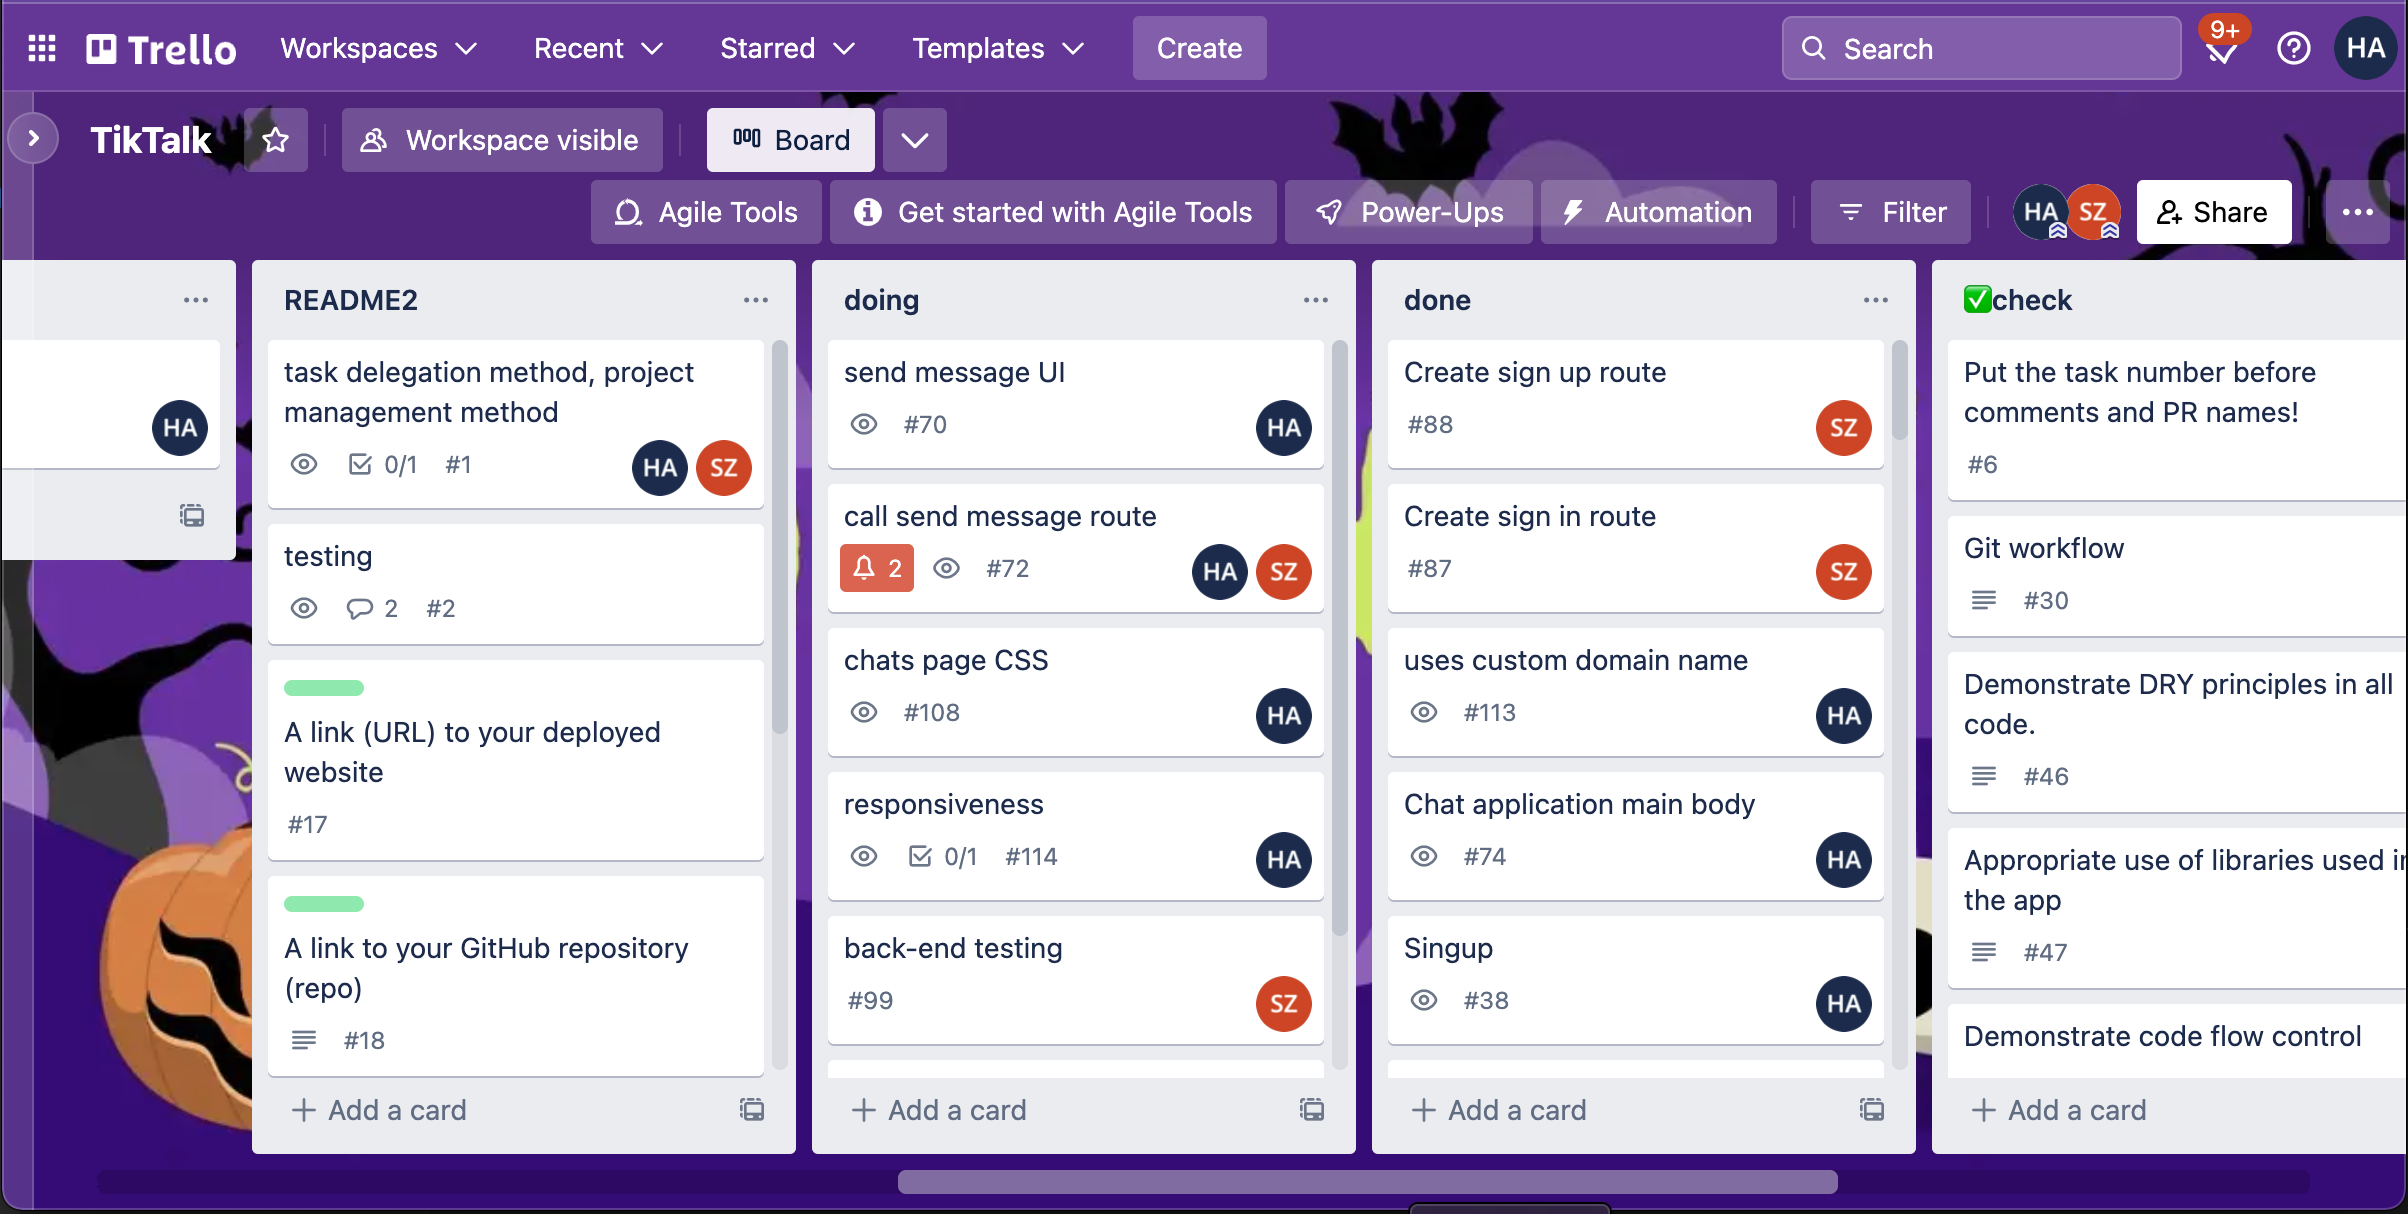 Trello
Workspaces
Recent
Starred
Templates
Create
Search
9+
HA
TikTalk
Workspace visible
Board
Agile Tools
Get started with Agile Tools
Power-Ups
Automation
Filter
HA
SZ
Share
HA
README2
task delegation method, project
management method
0/1 #1
HA SZ
testing
2 #2
A link (URL) to your deployed
website
#17
A link to your GitHub repository
(repo)
#18
Add a card
doing
send message UI
#70
HA
call send message route
2 #72
HA SZ
chats page CSS
#108
HA
responsiveness
0/1 #114
HA
back-end testing
#99
SZ
Add a card
done
Create sign up route
#88
SZ
Create sign in route
#87
SZ
uses custom domain name
#113
HA
Chat application main body
#74
HA
Singup
#38
HA
Add a card
✅check
Put the task number before
comments and PR names!
#6
Git workflow
#30
Demonstrate DRY principles in all
code.
#46
Appropriate use of libraries used in
the app
#47
Demonstrate code flow control
Add a card